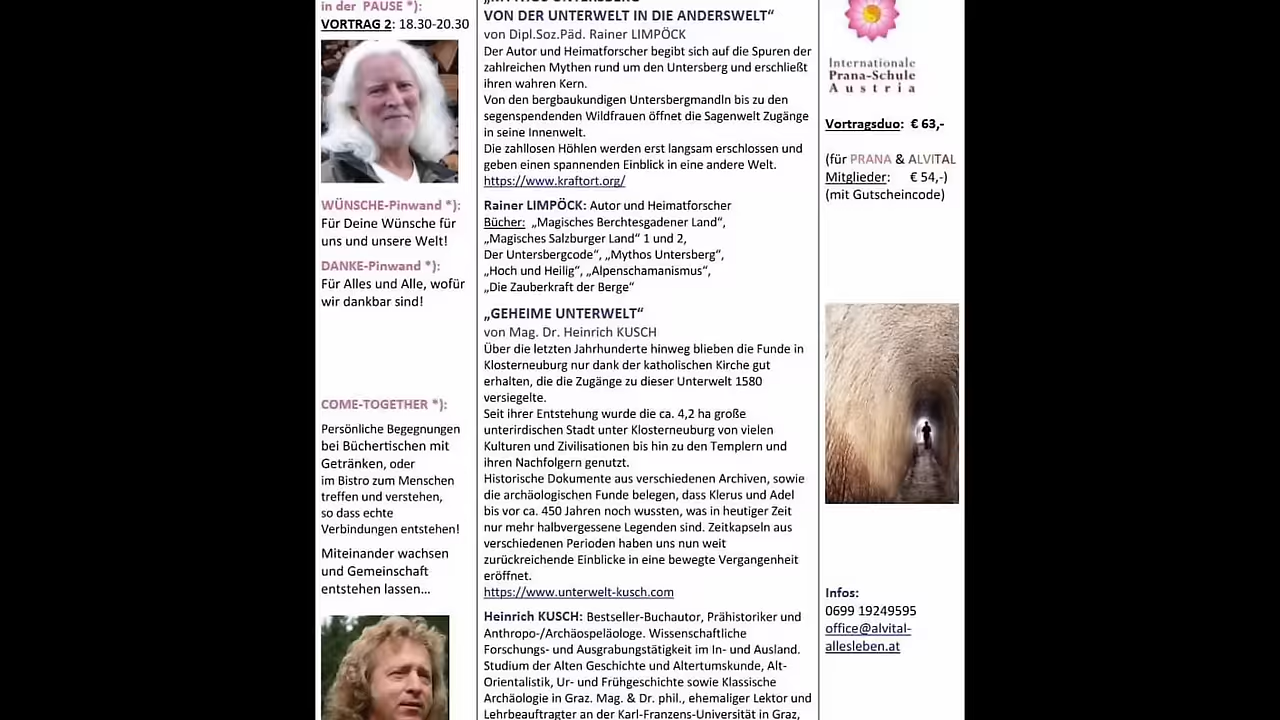 in der PAUSE *):
VORTRAG 2: 18.30-20.30
WÜNSCHE-Pinwand *):
Für Deine Wünsche für
uns und unsere Welt!
DANKE-Pinwand *):
Für Alles und Alle, wofür
wir dankbar sind!
COME-TOGETHER *):
Persönliche Begegnungen
bei Büchertischen mit
Getränken, oder
im Bistro zum Menschen
treffen und verstehen,
so dass echte
Verbindungen entstehen!
Miteinander wachsen
und Gemeinschaft
entstehen lassen…
VON DER UNTERWELT IN DIE ANDERSWELT“
von Dipl.Soz.Päd. Rainer LIMPÖCK
Der Autor und Heimatforscher begibt sich auf die Spuren der
zahlreichen Mythen rund um den Untersberg und erschließt
ihren wahren Kern.
Von den bergbaukundigen Untersbergmandln bis zu den
segenspendenden Wildfrauen öffnet die Sagenwelt Zugänge
in seine Innenwelt.
Die zahllosen Höhlen werden erst langsam erschlossen und
geben einen spannenden Einblick in eine andere Welt.
https://www.kraftort.org/
Rainer LIMPÖCK: Autor und Heimatforscher
Bücher: „Magisches Berchtesgadener Land“,
„Magisches Salzburger Land“ 1 und 2,
Der Untersbergcode“, „Mythos Untersberg“,
„Hoch und Heilig“, „Alpenschamanismus“,
„Die Zauberkraft der Berge“
„GEHEIME UNTERWELT“
von Mag. Dr. Heinrich KUSCH
Über die letzten Jahrhunderte hinweg blieben die Funde in
Klosterneuburg nur dank der katholischen Kirche gut
erhalten, die die Zugänge zu dieser Unterwelt 1580
versiegelte.
Seit ihrer Entstehung wurde die ca. 4,2 ha große
unterirdischen Stadt unter Klosterneuburg von vielen
Kulturen und Zivilisationen bis hin zu den Templern und
ihren Nachfolgern genutzt.
Historische Dokumente aus verschiedenen Archiven, sowie
die archäologischen Funde belegen, dass Klerus und Adel
bis vor ca. 450 Jahren noch wussten, was in heutiger Zeit
nur mehr halbvergessene Legenden sind. Zeitkapseln aus
verschiedenen Perioden haben uns nun weit
zurückreichende Einblicke in eine bewegte Vergangenheit
eröffnet.
https://www.unterwelt-kusch.com
Heinrich KUSCH: Bestseller-Buchautor, Prähistoriker und
Anthropo-/Archäospeläologe. Wissenschaftliche
Forschungs- und Ausgrabungstätigkeit im In- und Ausland.
Studium der Alten Geschichte und Altertumskunde, Alt-
Orientalistik, Ur- und Frühgeschichte sowie Klassische
Archäologie in Graz. Mag. & Dr. phil., ehemaliger Lektor und
Lehrbeauftragter an der Karl-Franzens-Universität in Graz,
Internationale
Prana-Schule
Austria
Vortragsduo: € 63,-
(für PRANA & ALVITAL
Mitglieder: € 54,-)
(mit Gutscheincode)
Infos:
0699 19249595
office@alvital-
allesleben.at